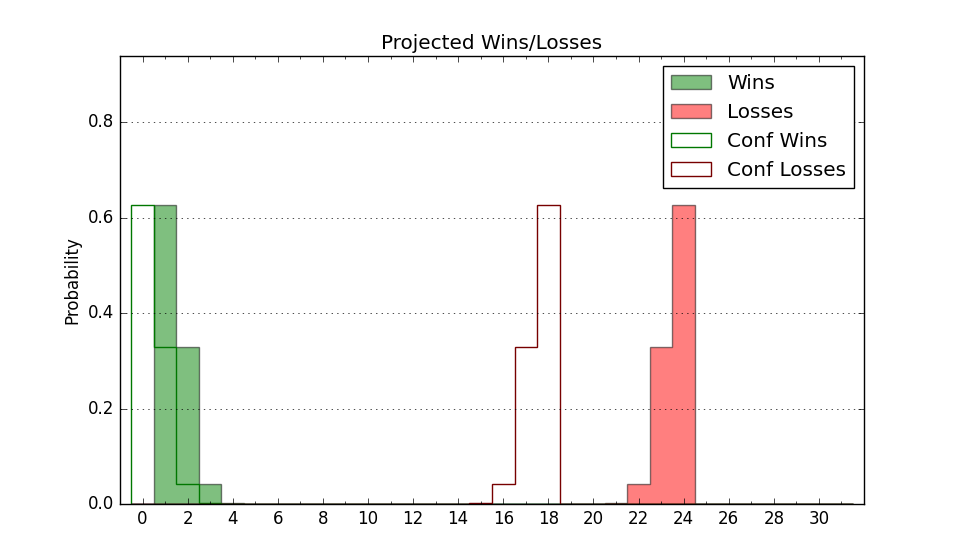 Projected Wins/Losses
Wins
Losses
Conf Wins
Conf Losses
Probability
0.8
0.6
0.4
0.2
0.0
0 2 4 6 8 10 12 14 16 18 20 22 24 26 28 30